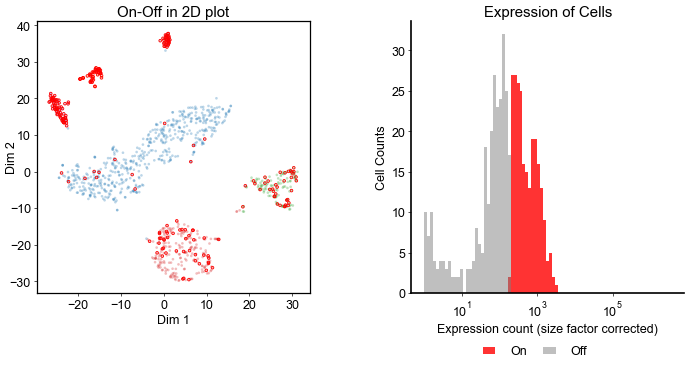 On-Off in 2D plot
40
30
20
10
0
−10
−20
−30
Dim 2
−20 −10 0 10 20 30
Dim 1
Expression of Cells
30
25
20
15
10
5
0
Cell Counts
10^1 10^3 10^5
Expression count (size factor corrected)
On Off